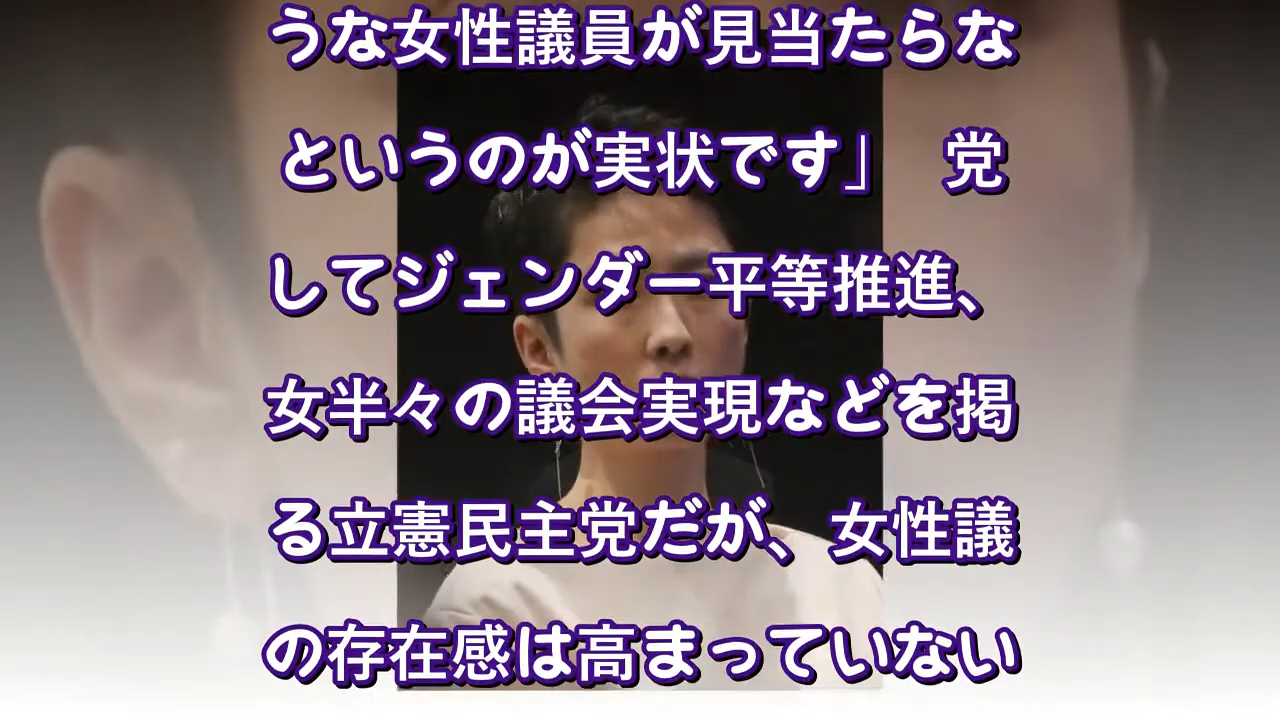 うな女性議員が見当たらな
というのが実状です」　党
してジェンダー平等推進、
女半々の議会実現などを掲
る立憲民主党だが、女性議
の存在感は高まっていない